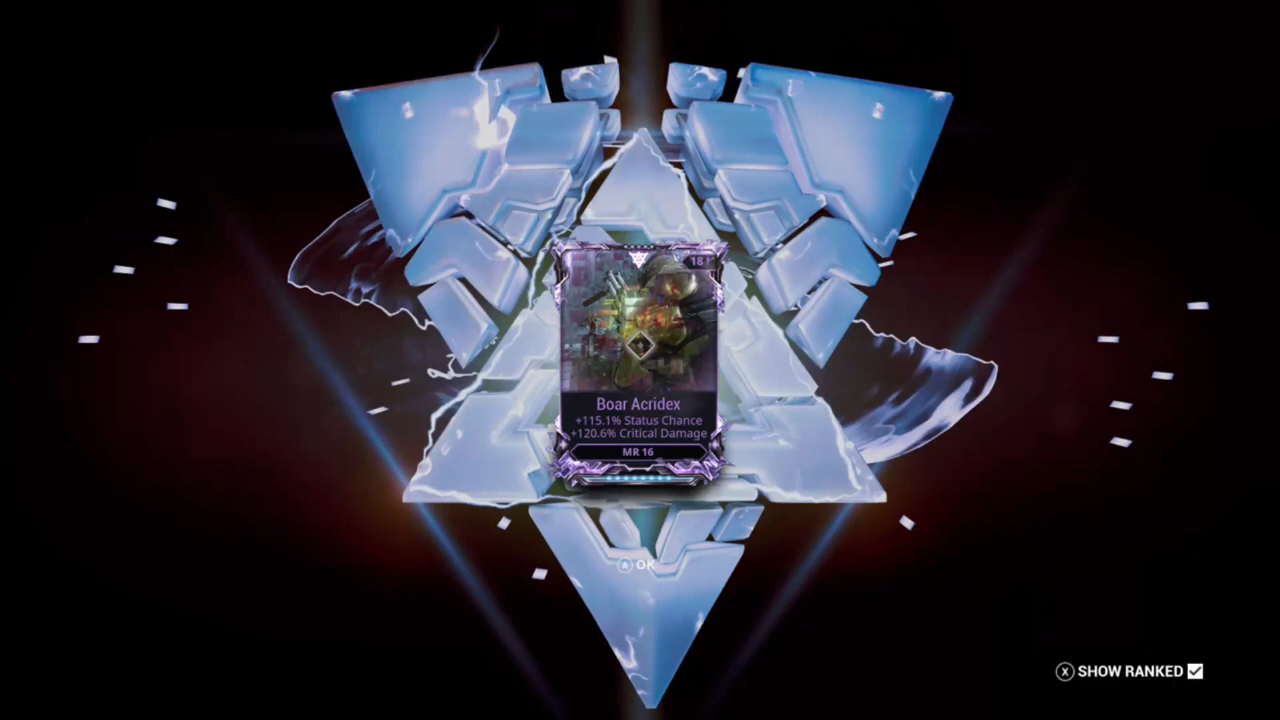 18
Boar Acridex
+115.1% Status Chance
+120.6% Critical Damage
MR 16
A OK
X SHOW RANKED